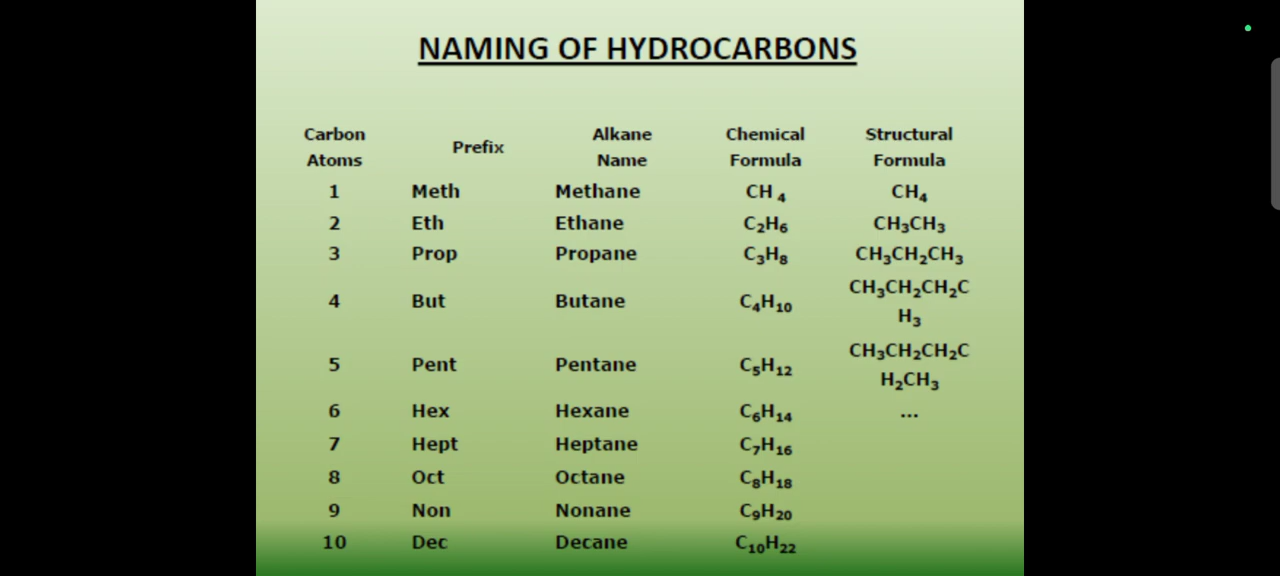 NAMING OF HYDROCARBONS
Carbon Atoms Prefix Alkane Name Chemical Formula Structural Formula
1 Meth Methane CH ₄ CH₄
2 Eth Ethane C₂H₆ CH₃CH₃
3 Prop Propane C₃H₈ CH₃CH₂CH₃
4 But Butane C₄H₁₀ CH₃CH₂CH₂C
H₃
5 Pent Pentane C₅H₁₂ CH₃CH₂CH₂C
H₂CH₃
6 Hex Hexane C₆H₁₄ ...
7 Hept Heptane C₇H₁₆
8 Oct Octane C₈H₁₈
9 Non Nonane C₉H₂₀
10 Dec Decane C₁₀H₂₂